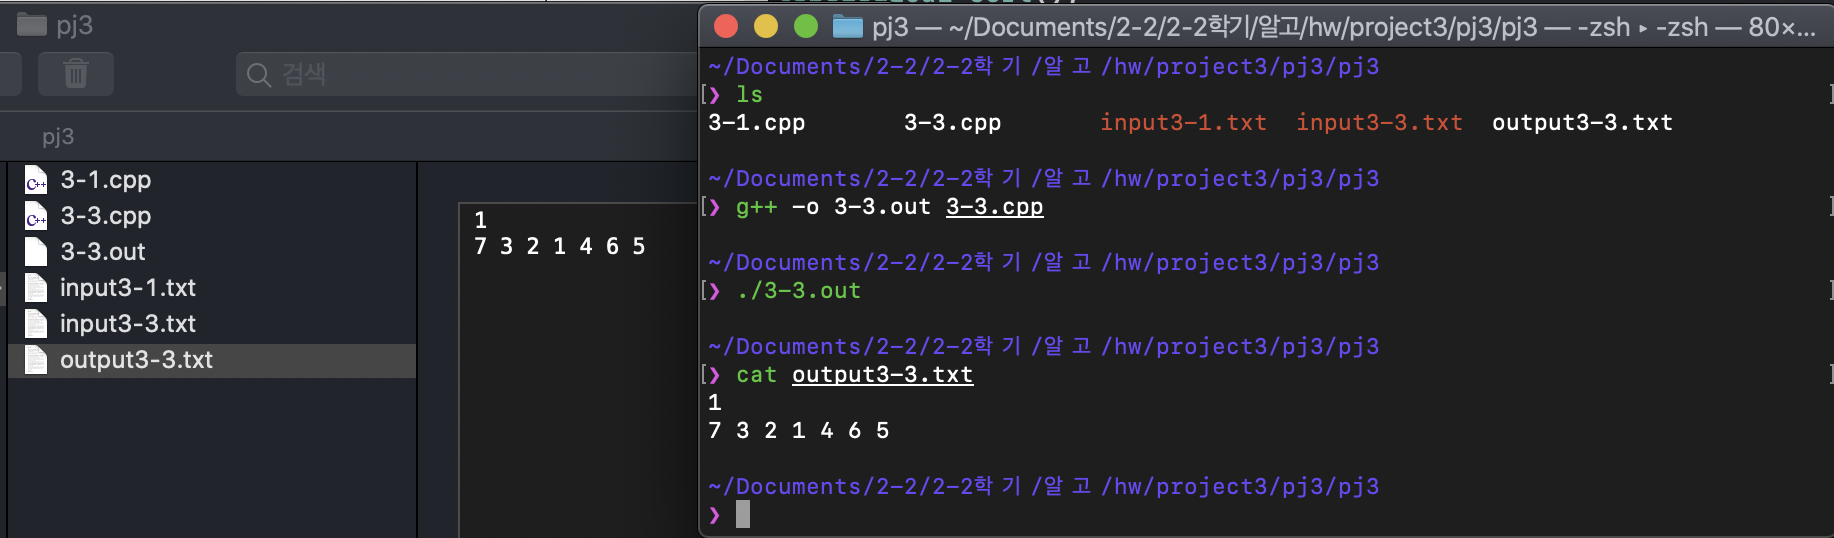 pj3
검색
pj3
3-1.cpp
3-3.cpp
3-3.out
input3-1.txt
input3-3.txt
output3-3.txt
1
7 3 2 1 4 6 5
pj3 — ~/Documents/2-2/2-2학기/알고/hw/project3/pj3/pj3 — -zsh ▸ -zsh — 80×...
~/Documents/2-2/2-2학 기 /알 고 /hw/project3/pj3/pj3
[❯ ls ]
3-1.cpp 3-3.cpp input3-1.txt input3-3.txt output3-3.txt
~/Documents/2-2/2-2학 기 /알 고 /hw/project3/pj3/pj3
[❯ g++ -o 3-3.out 3-3.cpp ]
~/Documents/2-2/2-2학 기 /알 고 /hw/project3/pj3/pj3
[❯ ./3-3.out ]
~/Documents/2-2/2-2학 기 /알 고 /hw/project3/pj3/pj3
[❯ cat output3-3.txt ]
1
7 3 2 1 4 6 5
~/Documents/2-2/2-2학 기 /알 고 /hw/project3/pj3/pj3
❯